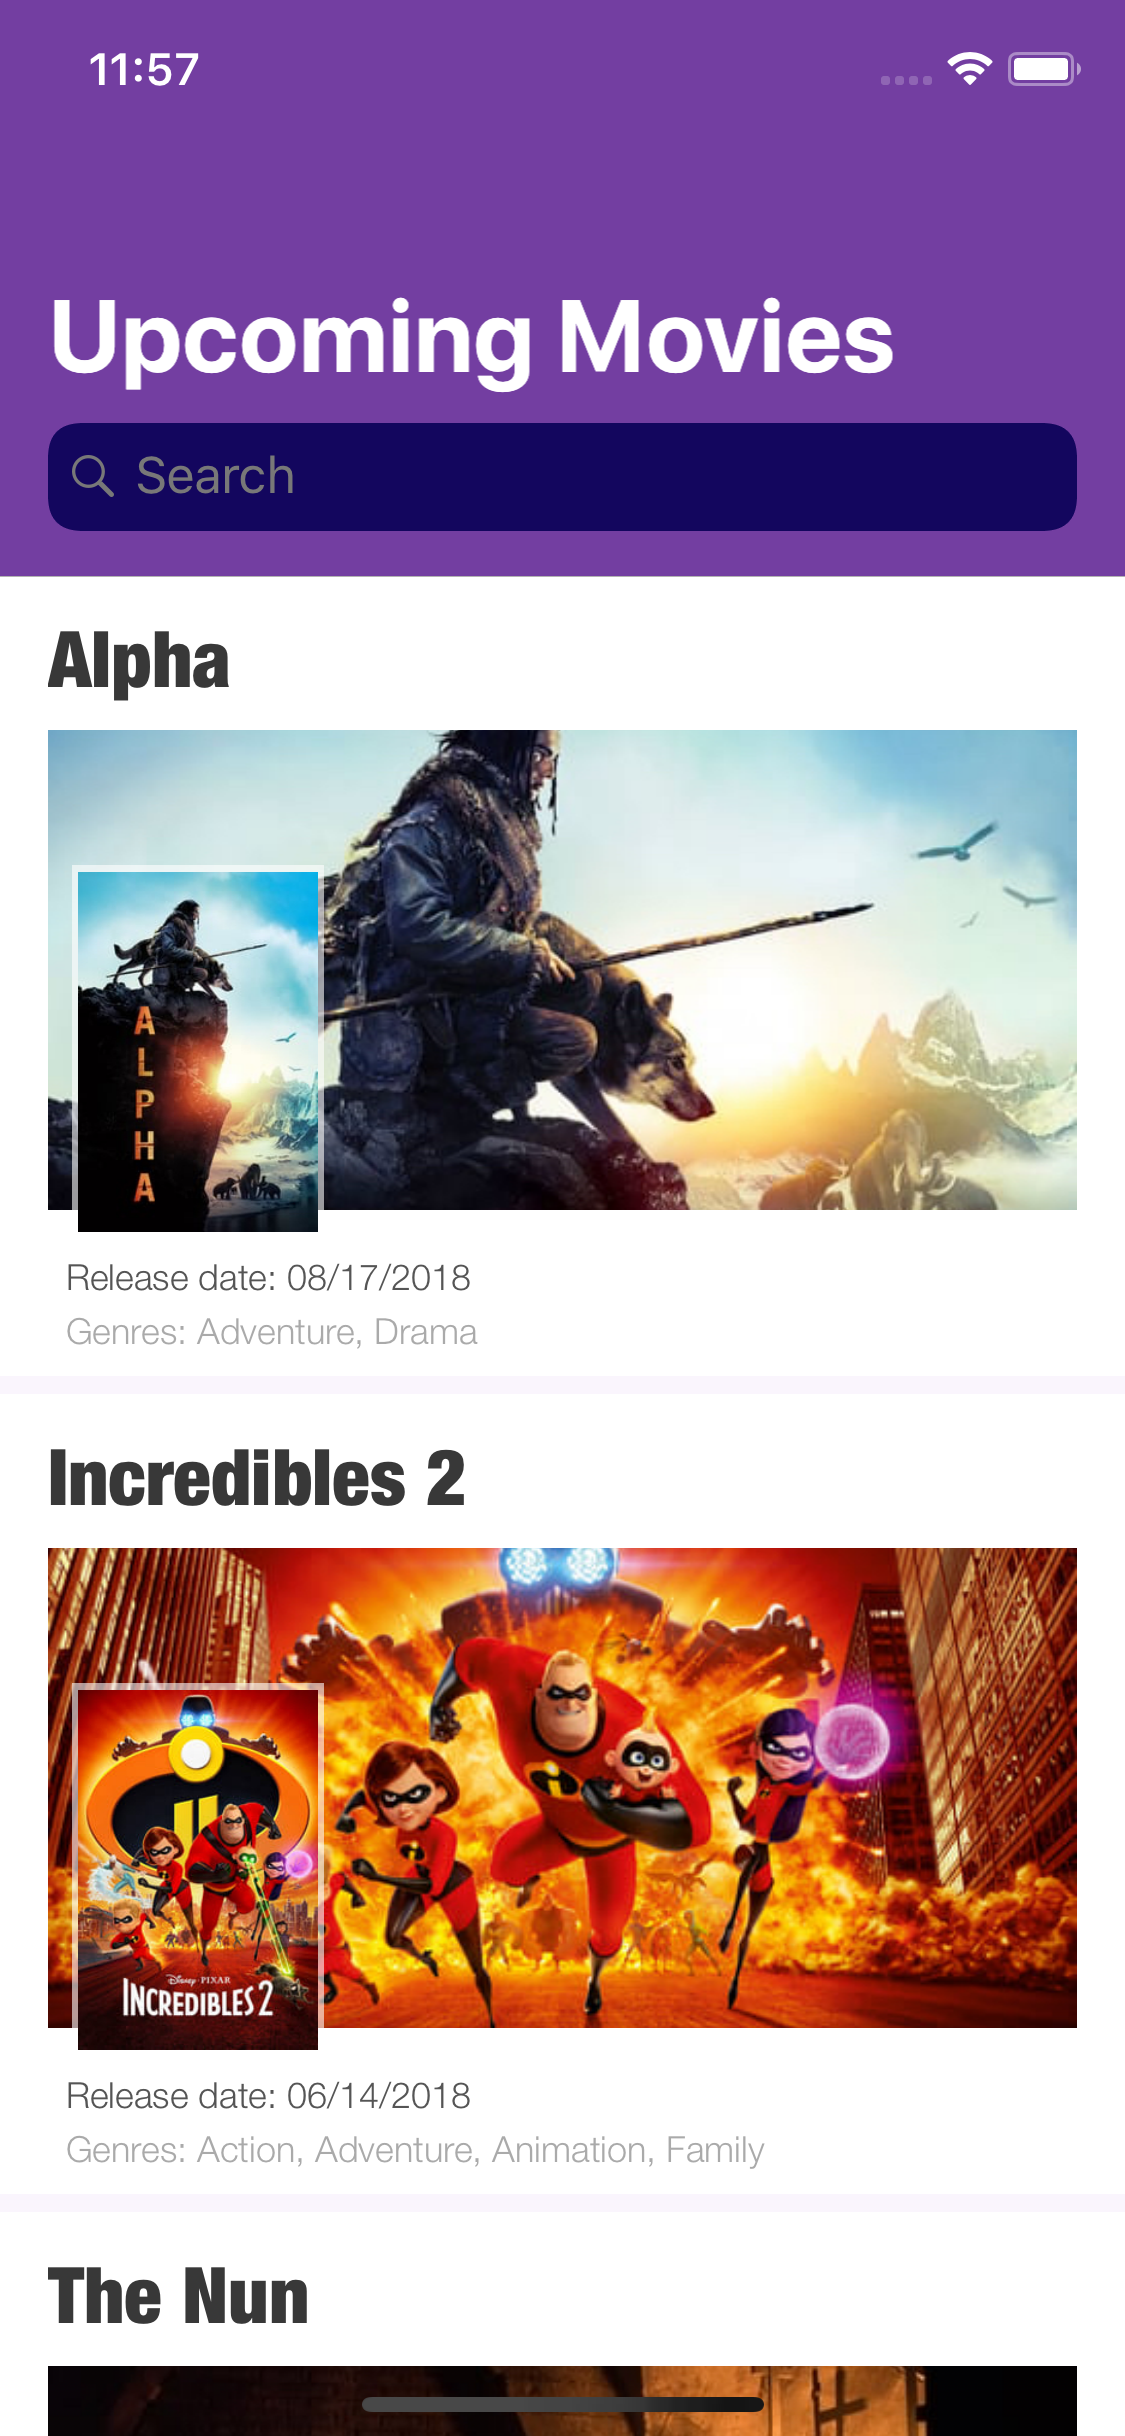 11:57
Upcoming Movies
Search
Alpha
A
L
P
H
A
Release date: 08/17/2018
Genres: Adventure, Drama
Incredibles 2
Disney·PIXAR
INCREDIBLES 2
Release date: 06/14/2018
Genres: Action, Adventure, Animation, Family
The Nun